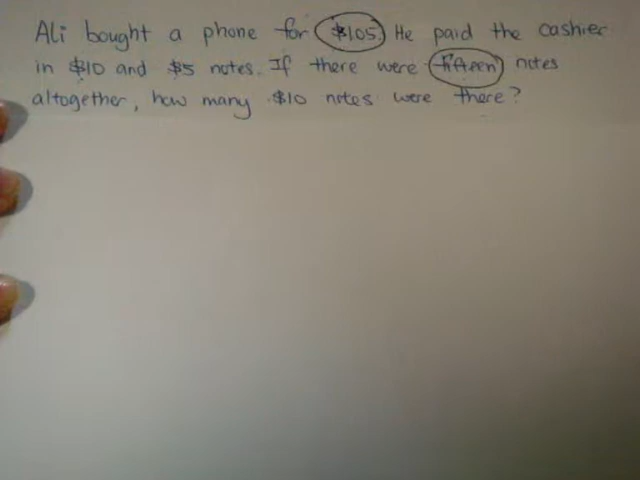 Ali bought a phone for $105. He paid the cashier
in $10 and $5 notes. If there were fifteen notes
altogether, how many $10 notes were there?